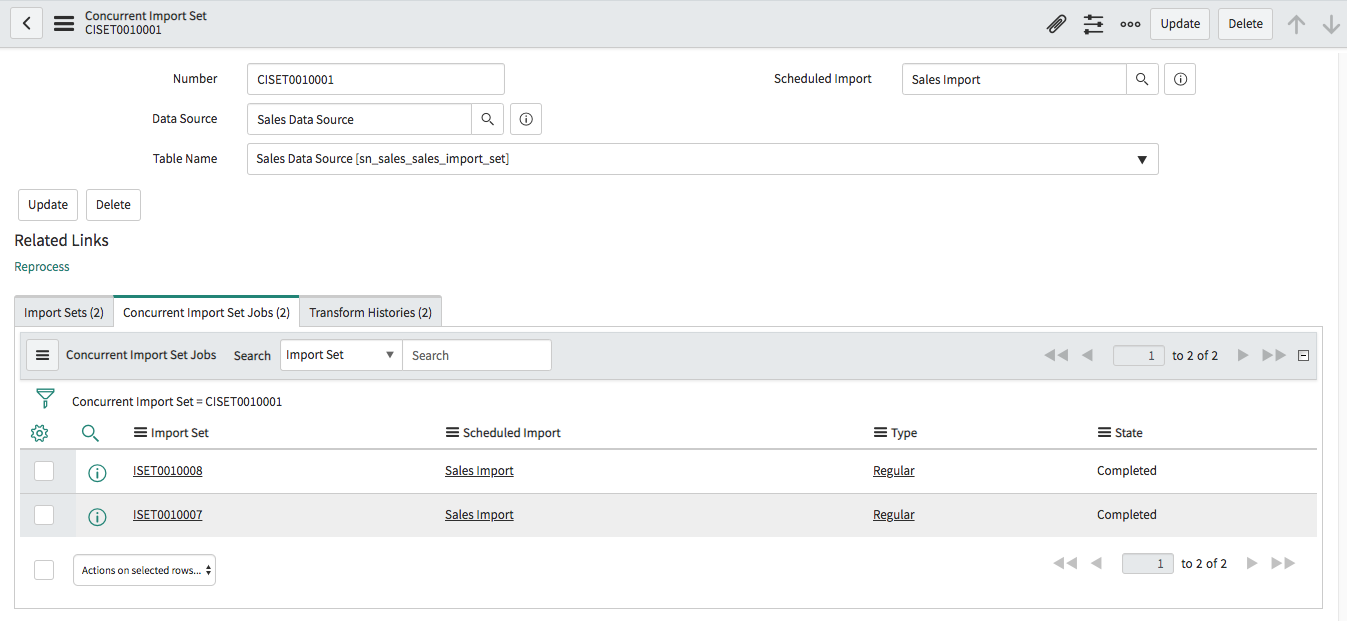 Concurrent Import Set
CISET0010001
Update
Delete
Number
CISET0010001
Scheduled Import
Sales Import
Data Source
Sales Data Source
Table Name
Sales Data Source [sn_sales_sales_import_set]
Update
Delete
Related Links
Reprocess
Import Sets (2)
Concurrent Import Set Jobs (2)
Transform Histories (2)
Concurrent Import Set Jobs
Search
Import Set
Search
1 to 2 of 2
Concurrent Import Set = CISET0010001
Import Set
Scheduled Import
Type
State
ISET0010008
Sales Import
Regular
Completed
ISET0010007
Sales Import
Regular
Completed
Actions on selected rows...
1 to 2 of 2